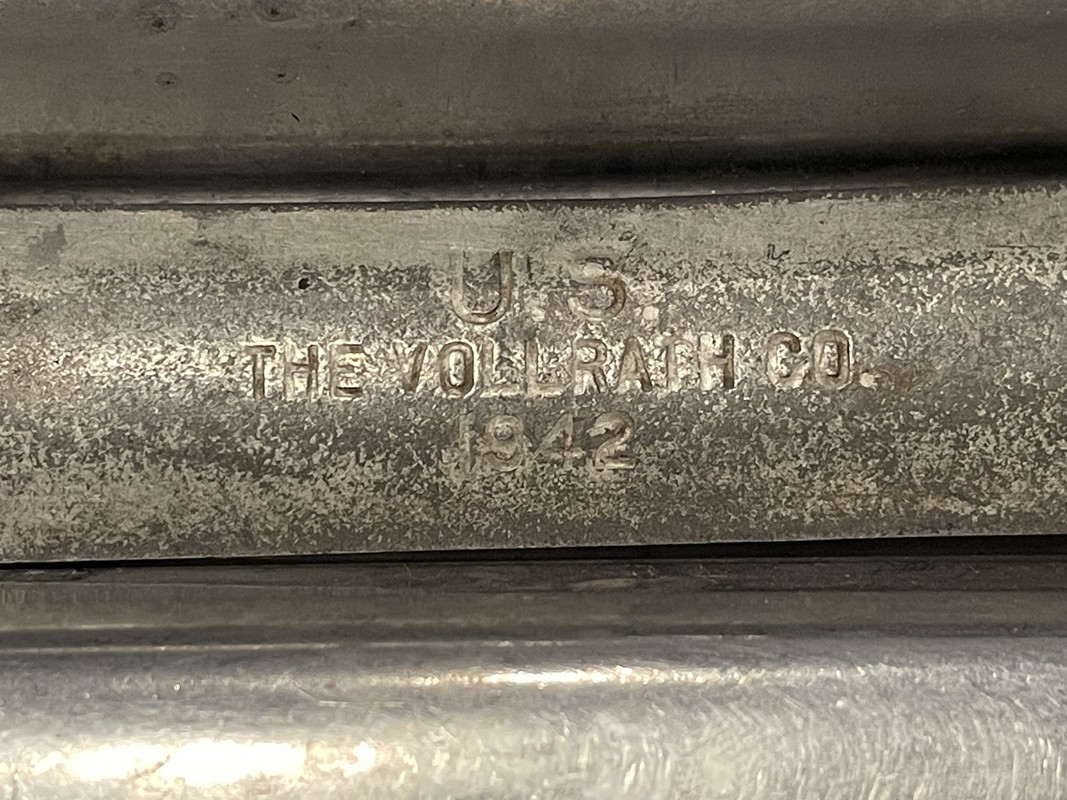 U.S.
THE VOLLRATH CO.
1942